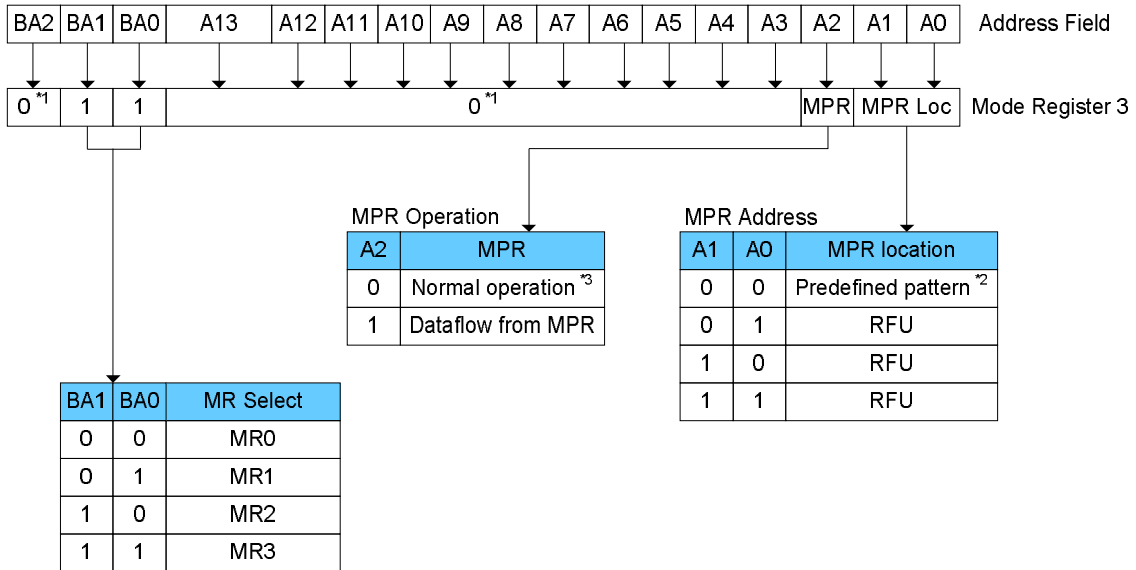 BA2 BA1 BA0 A13 A12 A11 A10 A9 A8 A7 A6 A5 A4 A3 A2 A1 A0 Address Field
0*1 1 1 0*1 MPR MPR Loc Mode Register 3
MPR Operation
A2 MPR
0 Normal operation*3
1 Dataflow from MPR
MPR Address
A1 A0 MPR location
0 0 Predefined pattern*2
0 1 RFU
1 0 RFU
1 1 RFU
BA1 BA0 MR Select
0 0 MR0
0 1 MR1
1 0 MR2
1 1 MR3